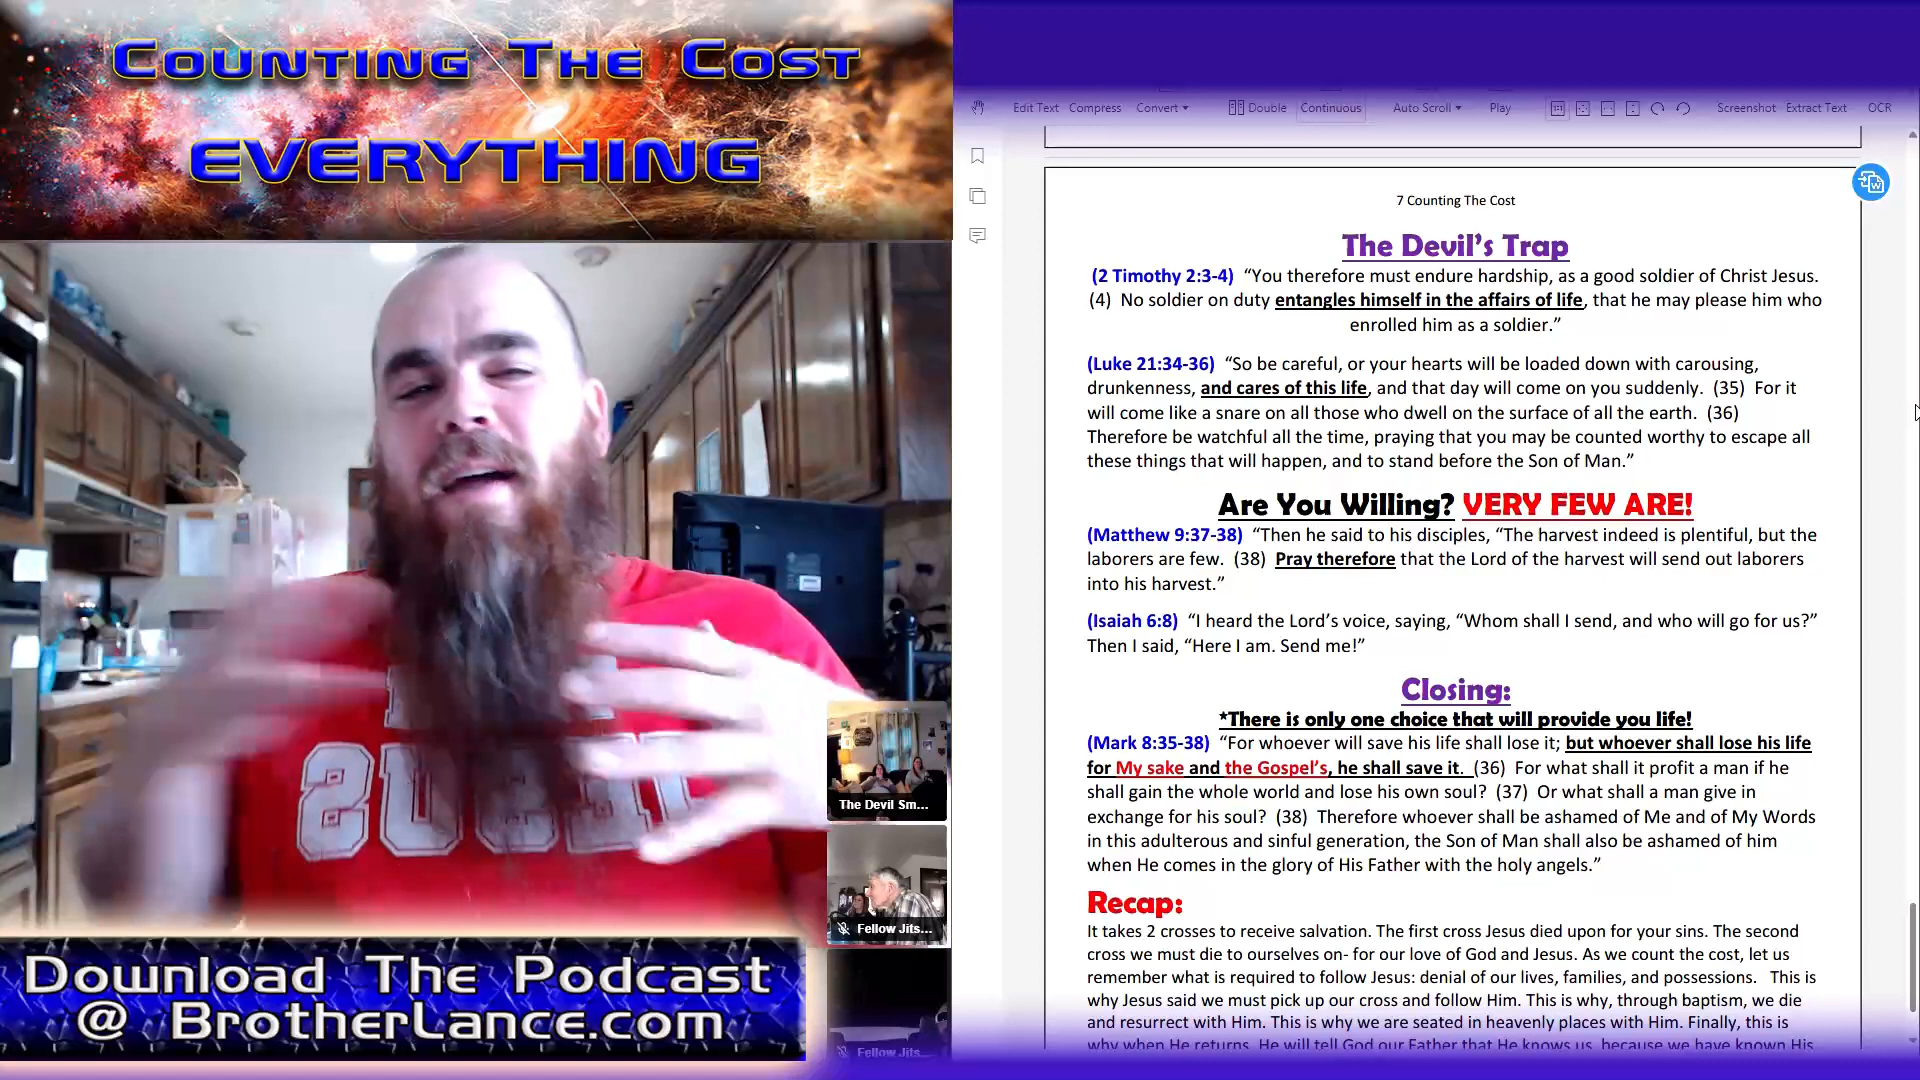 Counting The Cost
EVERYTHING
Edit Text Compress Convert Double Continuous Auto Scroll Play Screenshot Extract Text OCR
7 Counting The Cost
The Devil's Trap
(2 Timothy 2:3-4) “You therefore must endure hardship, as a good soldier of Christ Jesus.
(4) No soldier on duty entangles himself in the affairs of life, that he may please him who
enrolled him as a soldier.”
(Luke 21:34-36) “So be careful, or your hearts will be loaded down with carousing,
drunkenness, and cares of this life, and that day will come on you suddenly. (35) For it
will come like a snare on all those who dwell on the surface of all the earth. (36)
Therefore be watchful all the time, praying that you may be counted worthy to escape all
these things that will happen, and to stand before the Son of Man.”
Are You Willing? VERY FEW ARE!
(Matthew 9:37-38) “Then he said to his disciples, “The harvest indeed is plentiful, but the
laborers are few. (38) Pray therefore that the Lord of the harvest will send out laborers
into his harvest.”
(Isaiah 6:8) “I heard the Lord’s voice, saying, “Whom shall I send, and who will go for us?”
Then I said, “Here I am. Send me!”
Closing:
*There is only one choice that will provide you life!
(Mark 8:35-38) “For whoever will save his life shall lose it; but whoever shall lose his life
for My sake and the Gospel’s, he shall save it. (36) For what shall it profit a man if he
shall gain the whole world and lose his own soul? (37) Or what shall a man give in
exchange for his soul? (38) Therefore whoever shall be ashamed of Me and of My Words
in this adulterous and sinful generation, the Son of Man shall also be ashamed of him
when He comes in the glory of His Father with the holy angels.”
Recap:
It takes 2 crosses to receive salvation. The first cross Jesus died upon for your sins. The second
cross we must die to ourselves on- for our love of God and Jesus. As we count the cost, let us
remember what is required to follow Jesus: denial of our lives, families, and possessions. This is
why Jesus said we must pick up our cross and follow Him. This is why, through baptism, we die
and resurrect with Him. This is why we are seated in heavenly places with Him. Finally, this is
why when He returns, He will tell God our Father that He knows us, because we have known His
The Devil Sm...
Fellow Jits...
Fellow Jits...
Download The Podcast
@ BrotherLance.com